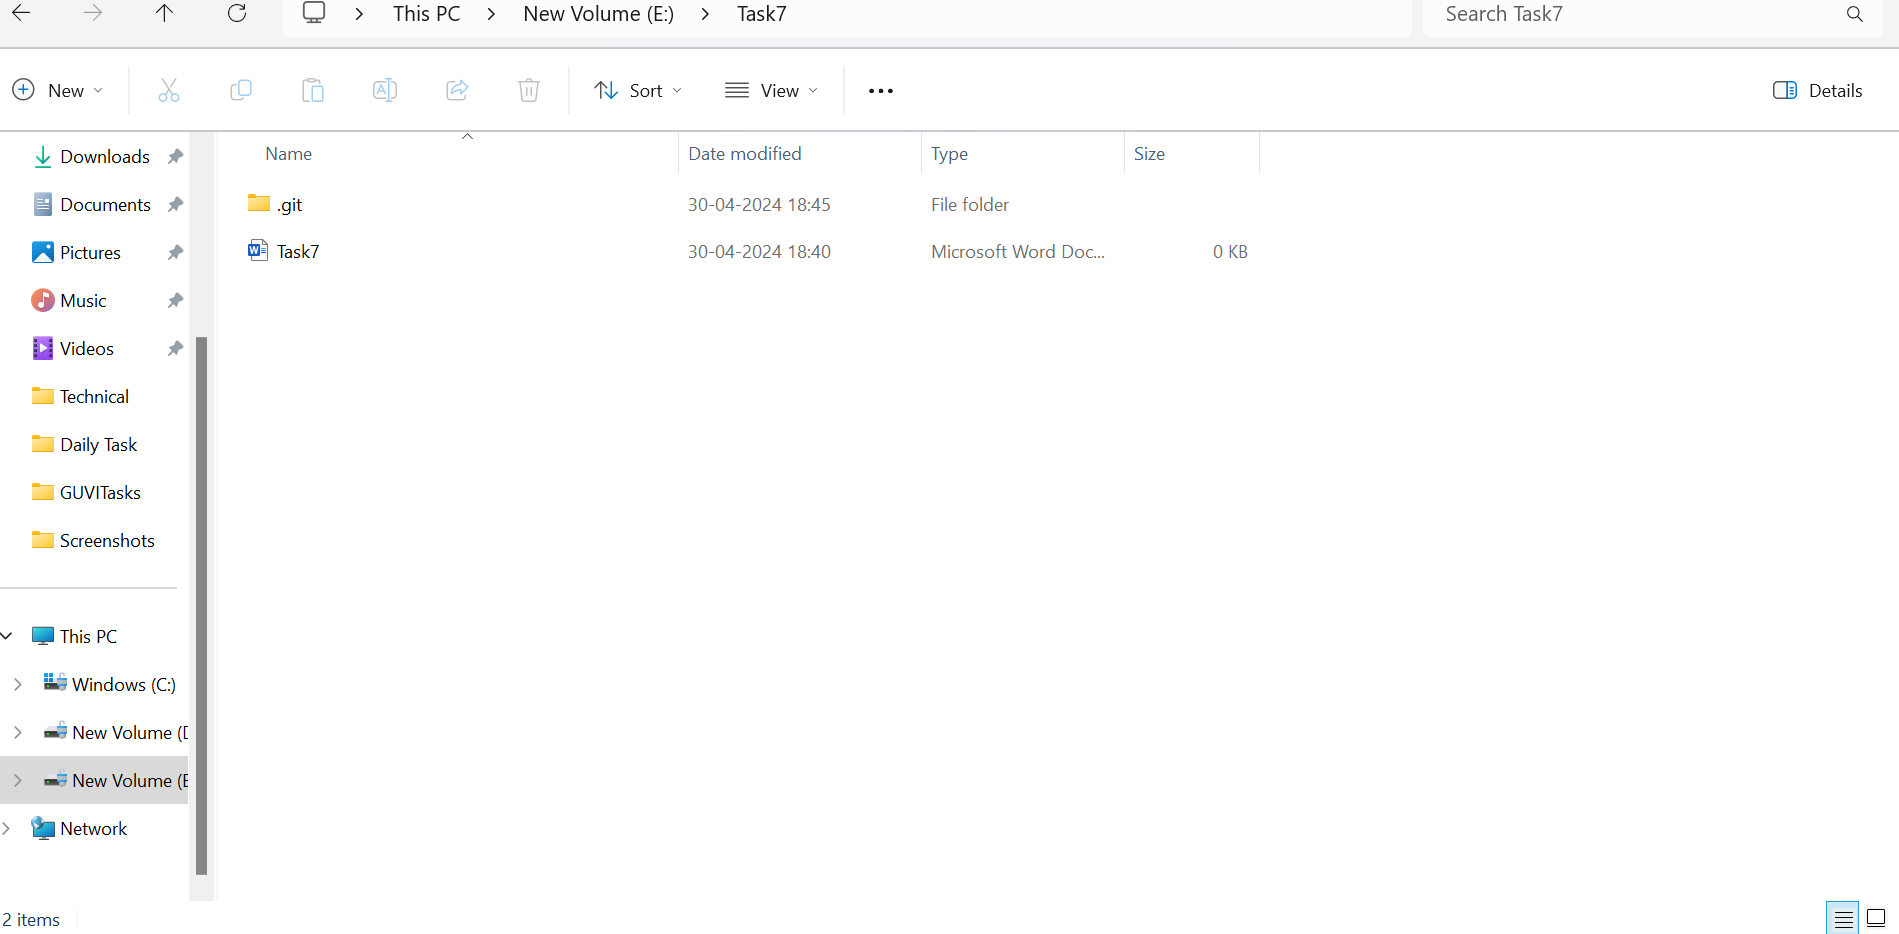 This PC > New Volume (E:) > Task7
Search Task7
New
Sort
View
Details
Name Date modified Type Size
.git 30-04-2024 18:45 File folder
Task7 30-04-2024 18:40 Microsoft Word Doc... 0 KB
Downloads
Documents
Pictures
Music
Videos
Technical
Daily Task
GUVITasks
Screenshots
This PC
Windows (C:)
New Volume (D
New Volume (E
Network
2 items